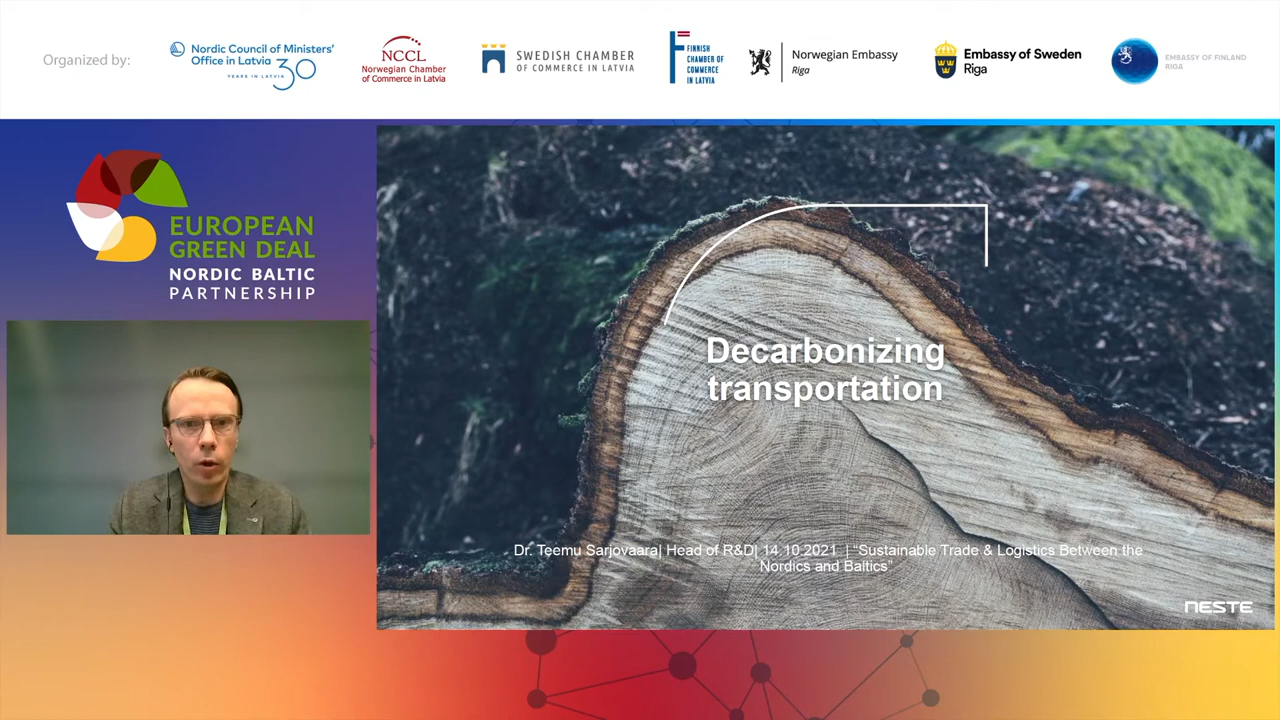 Organized by:
Nordic Council of Ministers'
Office in Latvia
YEARS IN LATVIA 30
NCCL
Norwegian Chamber
of Commerce in Latvia
SWEDISH CHAMBER
OF COMMERCE IN LATVIA
FINNISH
CHAMBER OF
COMMERCE
IN LATVIA
Norwegian Embassy
Riga
Embassy of Sweden
Riga
EMBASSY OF FINLAND
RIGA
EUROPEAN
GREEN DEAL
NORDIC BALTIC
PARTNERSHIP
Decarbonizing
transportation
Dr. Teemu Sarjovaara| Head of R&D| 14.10.2021 | “Sustainable Trade & Logistics Between the
Nordics and Baltics”
NESTE